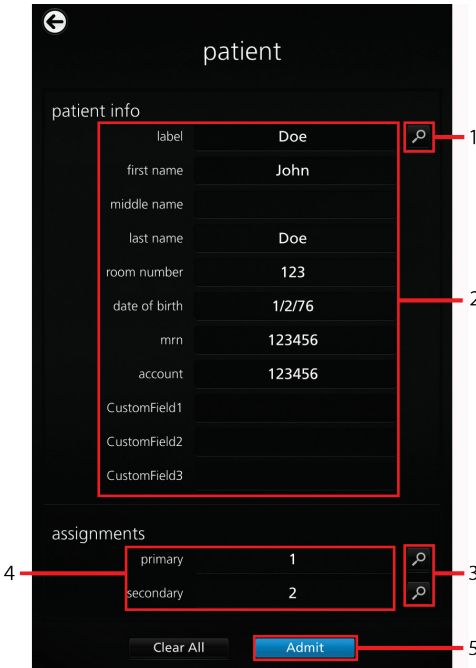 patient
patient info
label Doe 1
first name John
middle name
last name Doe
room number 123
2
date of birth 1/2/76
mrn 123456
account 123456
CustomField1
CustomField2
CustomField3
assignments
primary 1
4 3
secondary 2
Clear All Admit 5